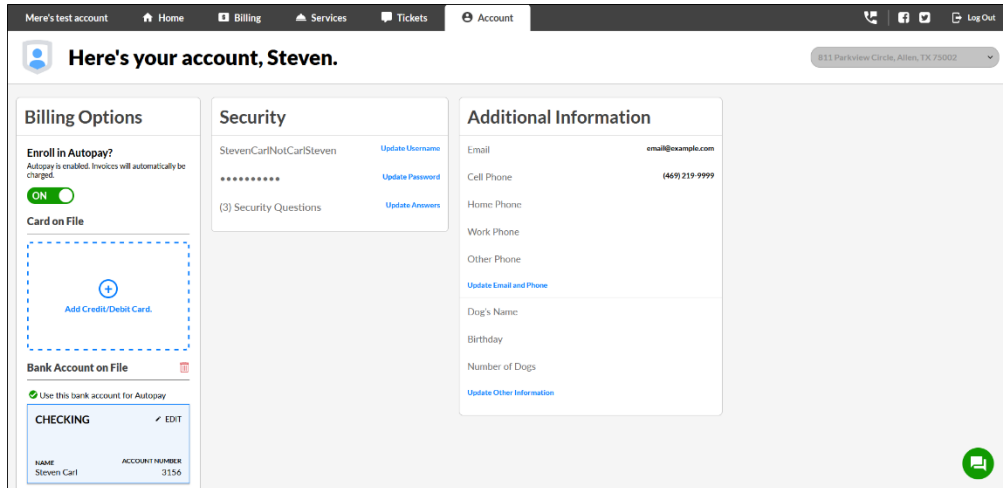 Mere's test account Home Billing Services Tickets Account Log Out
Here's your account, Steven.
811 Parkview Circle, Allen, TX 75002
Billing Options
Enroll in Autopay?
Autopay is enabled. Invoices will automatically be
charged.
ON
Card on File
Add Credit/Debit Card.
Bank Account on File
Use this bank account for Autopay
CHECKING EDIT
NAME ACCOUNT NUMBER
Steven Carl 3156
Security
StevenCarlNotCarlSteven Update Username
•••••••••• Update Password
(3) Security Questions Update Answers
Additional Information
Email email@example.com
Cell Phone (469) 219-9999
Home Phone
Work Phone
Other Phone
Update Email and Phone
Dog's Name
Birthday
Number of Dogs
Update Other Information